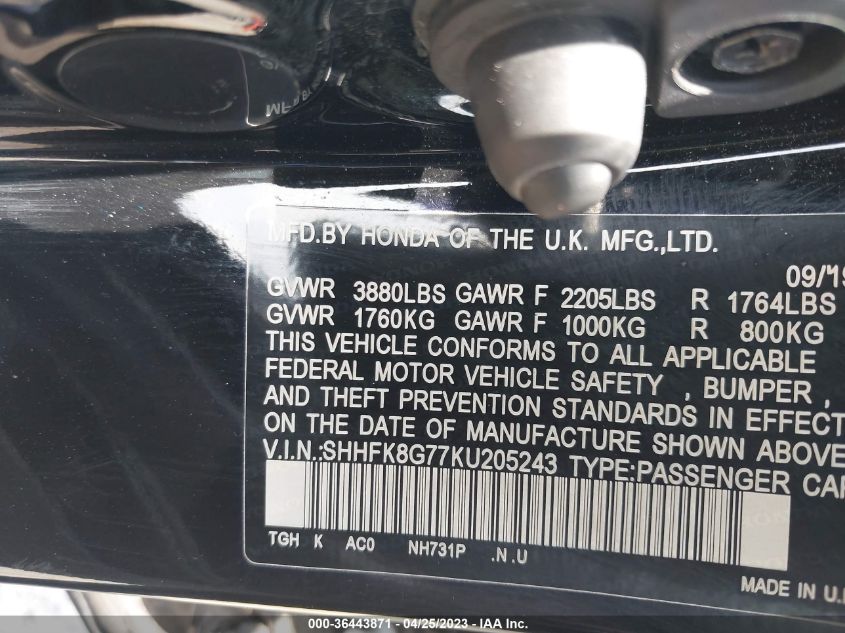 MFD.BY HONDA OF THE U.K. MFG.,LTD.
09/19
GVWR 3880LBS GAWR F 2205LBS R 1764LBS
GVWR 1760KG GAWR F 1000KG R 800KG
THIS VEHICLE CONFORMS TO ALL APPLICABLE
FEDERAL MOTOR VEHICLE SAFETY , BUMPER ,
AND THEFT PREVENTION STANDARDS IN EFFECT
ON THE DATE OF MANUFACTURE SHOWN ABOVE
V.I.N.:SHHFK8G77KU205243 TYPE:PASSENGER CAR
TGH K AC0 NH731P .N.U
MADE IN U.
000-36443871 - 04/25/2023 - IAA Inc.